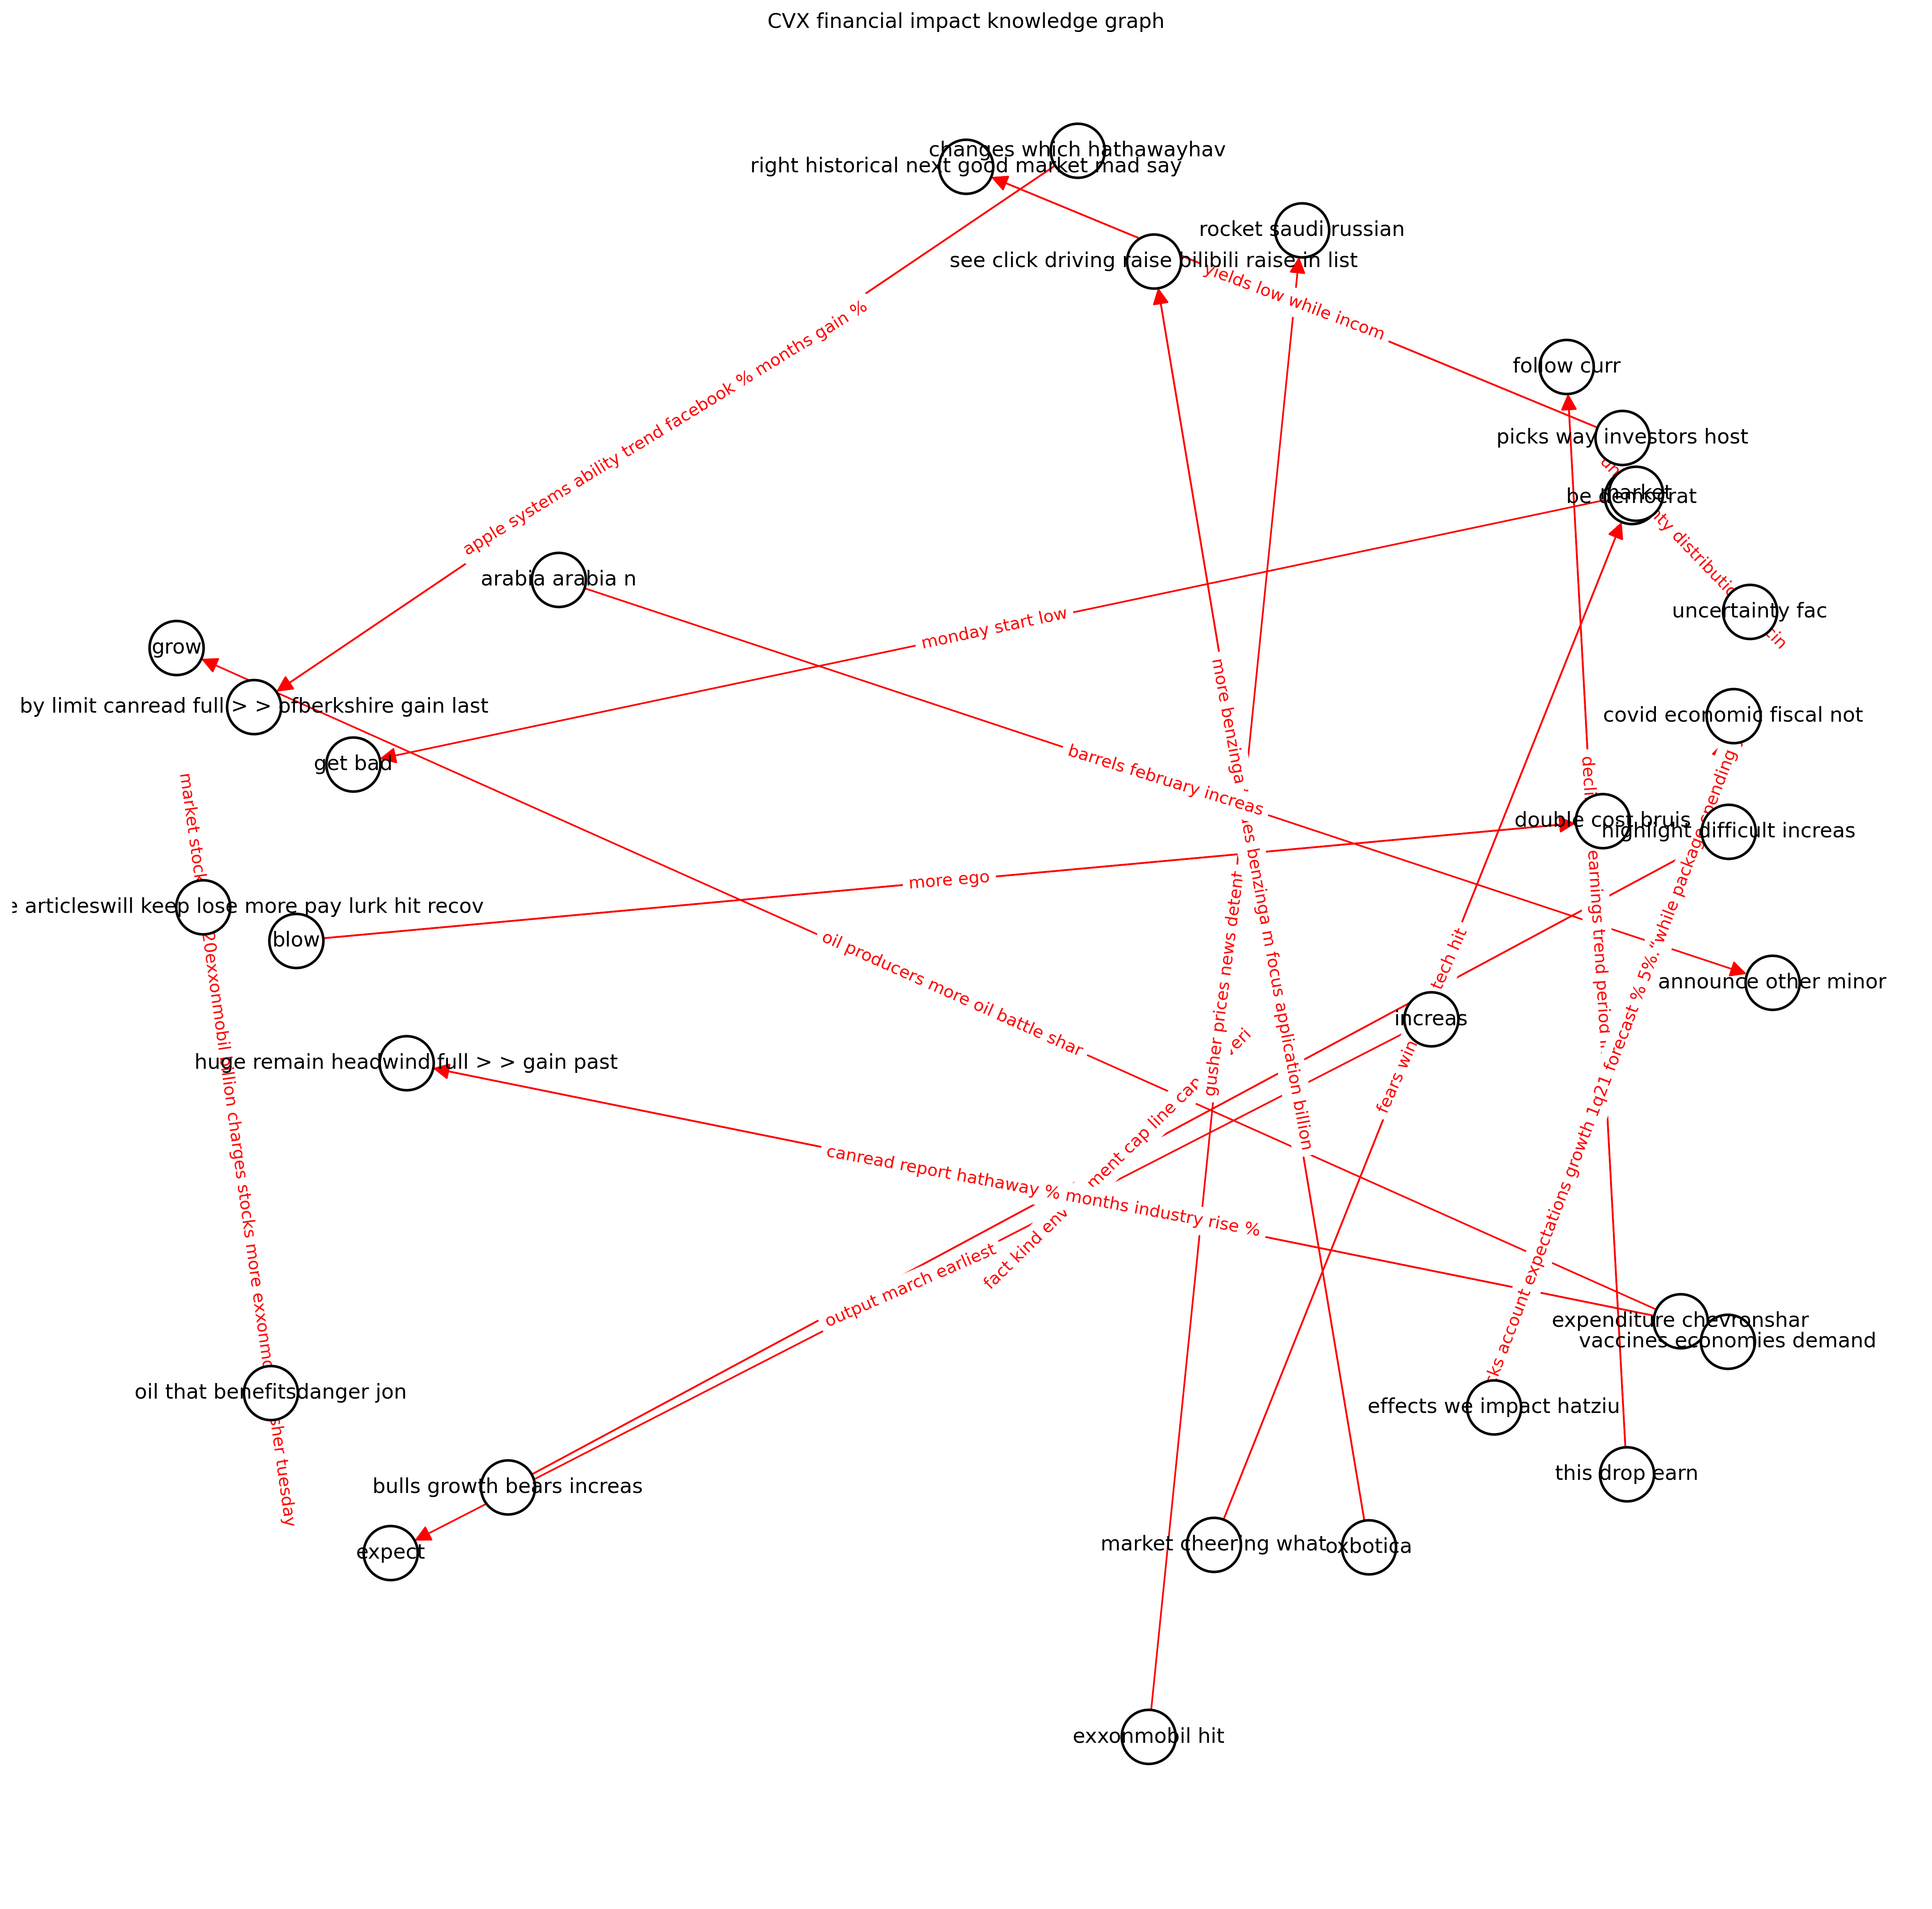 CVX financial impact knowledge graph
changes which hathawayhav
right historical next good market mad say
rocket saudi russian
see click driving raise bilibili raise in list
yields low while incom
apple systems ability trend facebook % months gain %
follow curr
picks way investors host
market
be democrat
distributio
arabia arabia n
uncertainty fac
monday start low
grow
by limit canread full > > ofberkshire gain last
covid economic fiscal not
get bad
more benzinga
barrels february increas
benzinga m focus application billion
double cost bruis
highlight difficult increas
market stock
articleswill keep lose more pay lurk hit recov
more ego
blow
oil producers more oil battle shar
tech hit
earnings trend period
announce other minor
increas
gusher prices news detent
fears win
account expectations growth 1q21 forecast % 5%. "while package spending
huge remain headwind full > > gain past
20exxonmobil billion charges stocks more
tuesday
canread report hathaway % months industry rise %
fact kind
ment cap line
output march earliest
expenditure chevronshar
vaccines economies demand
oil that benefitsdanger jon
effects we impact hatziu
this drop earn
bulls growth bears increas
expect
market cheering what
oxbotica
exxonmobil hit